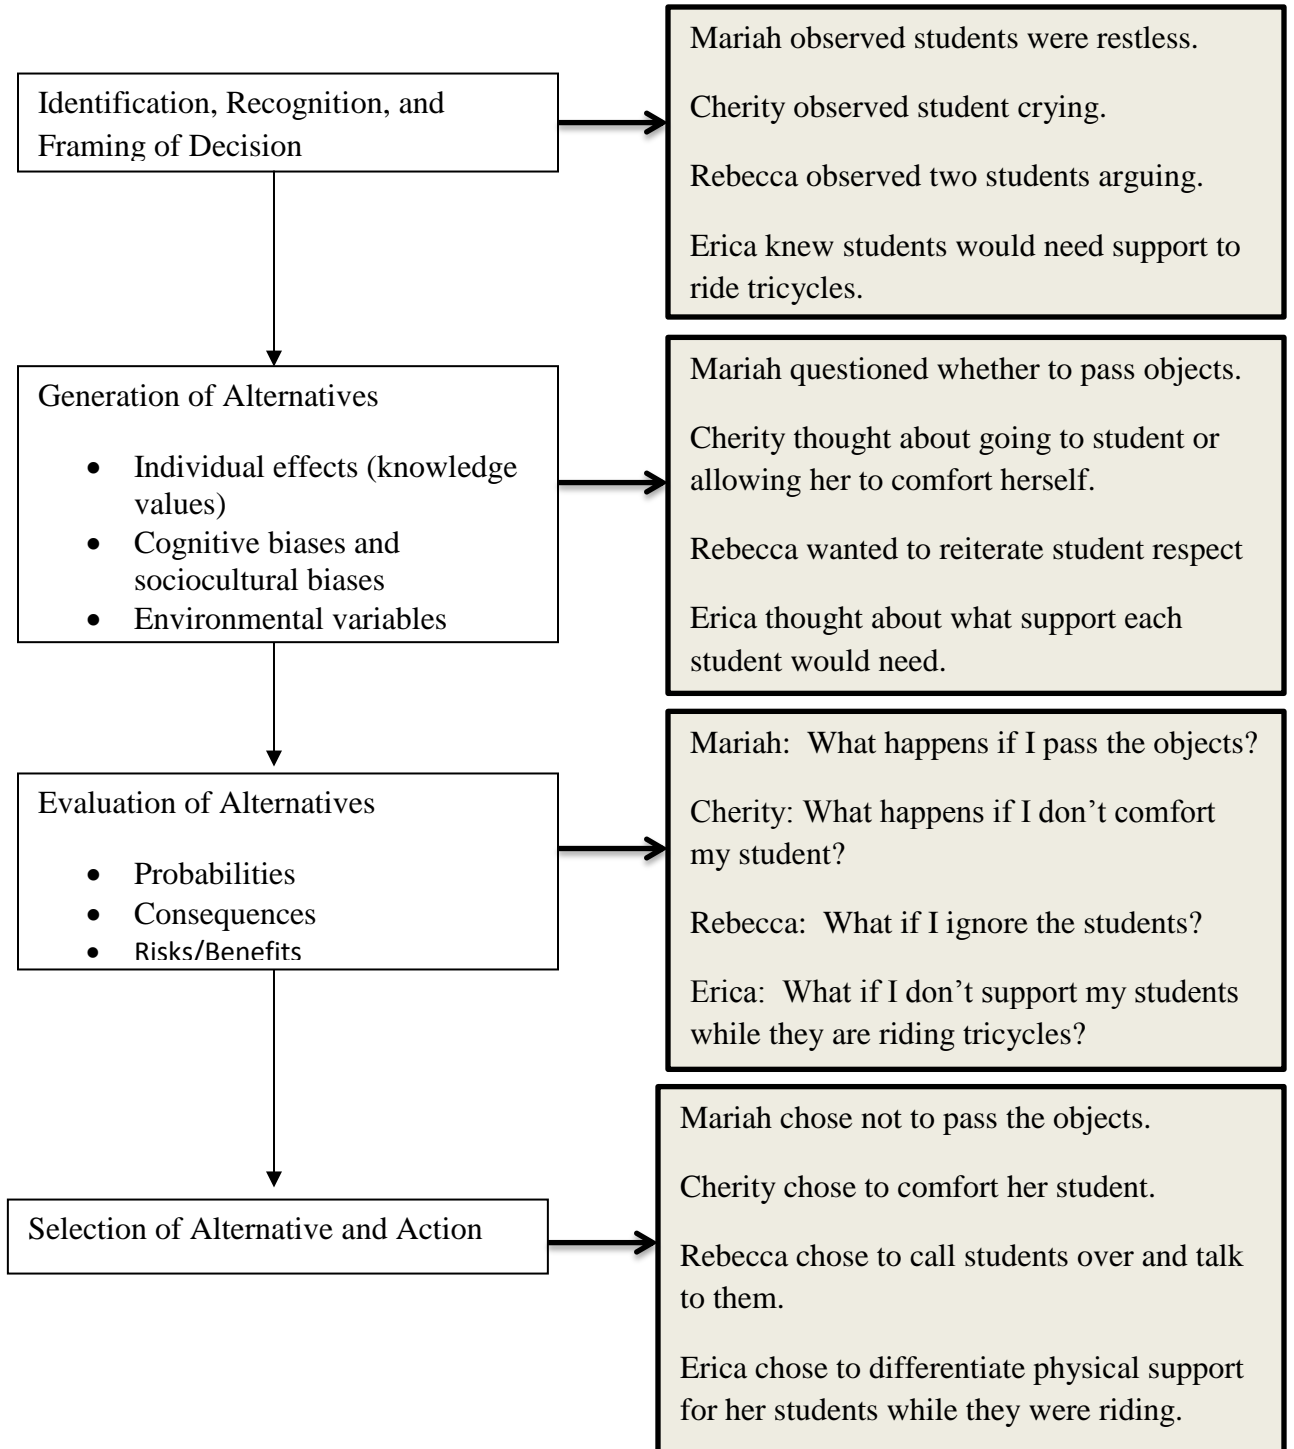 Identification, Recognition, and
Framing of Decision
Mariah observed students were restless.
Cherity observed student crying.
Rebecca observed two students arguing.
Erica knew students would need support to
ride tricycles.
Generation of Alternatives
• Individual effects (knowledge
values)
• Cognitive biases and
sociocultural biases
• Environmental variables
Mariah questioned whether to pass objects.
Cherity thought about going to student or
allowing her to comfort herself.
Rebecca wanted to reiterate student respect
Erica thought about what support each
student would need.
Evaluation of Alternatives
• Probabilities
• Consequences
• Risks/Benefits
Mariah:  What happens if I pass the objects?
Cherity: What happens if I don’t comfort
my student?
Rebecca:  What if I ignore the students?
Erica:  What if I don’t support my students
while they are riding tricycles?
Selection of Alternative and Action
Mariah chose not to pass the objects.
Cherity chose to comfort her student.
Rebecca chose to call students over and talk
to them.
Erica chose to differentiate physical support
for her students while they were riding.